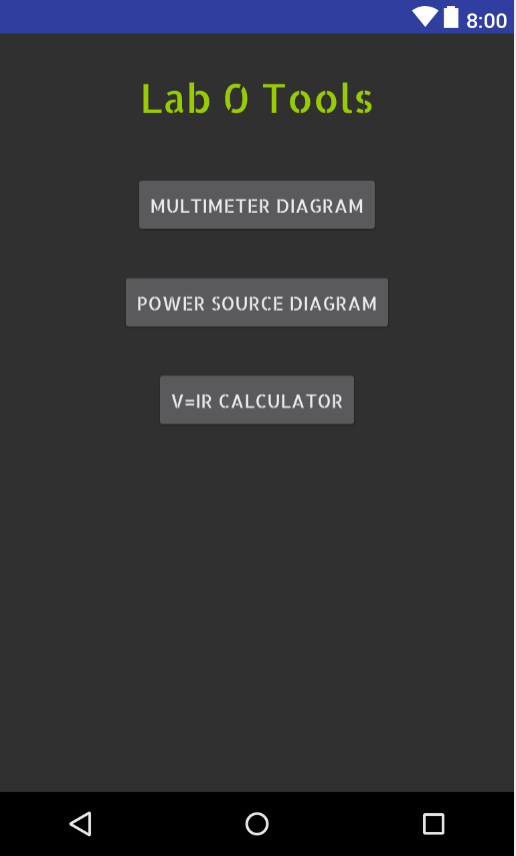 8:00
Lab 0 Tools
MULTIMETER DIAGRAM
POWER SOURCE DIAGRAM
V=IR CALCULATOR